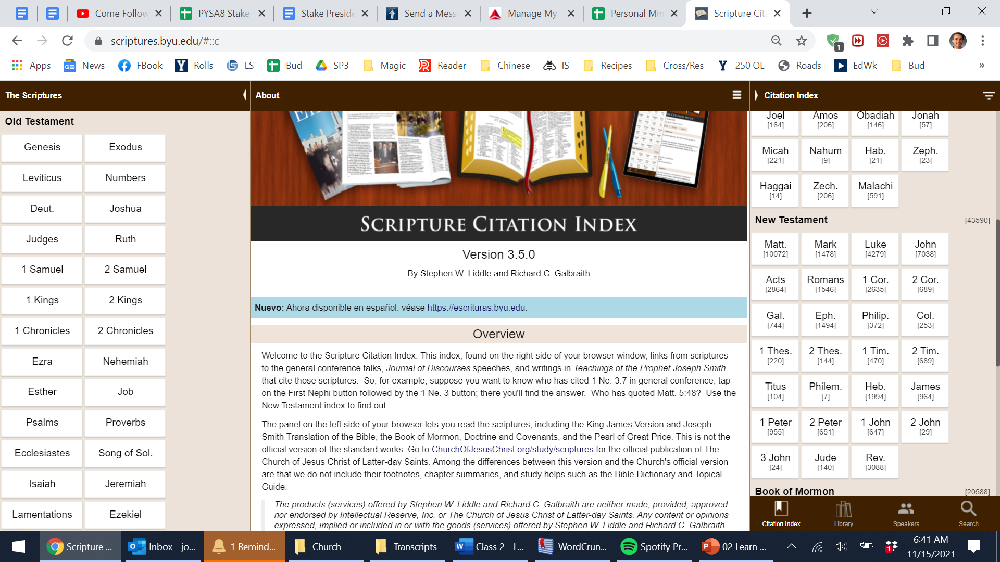 Come Follow
PYSA8 Stake
Stake Preside
Send a Mess
Manage My
Personal Min
Scripture Cita
scriptures.byu.edu/#::c
1
Apps
News
FBook
Rolls
LS
Bud
SP3
Magic
Reader
Chinese
IS
Recipes
Cross/Res
250 OL
Roads
EdWk
Bud
»
The Scriptures
Old Testament
Genesis Exodus
Leviticus Numbers
Deut. Joshua
Judges Ruth
1 Samuel 2 Samuel
1 Kings 2 Kings
1 Chronicles 2 Chronicles
Ezra Nehemiah
Esther Job
Psalms Proverbs
Ecclesiastes Song of Sol.
Isaiah Jeremiah
Lamentations Ezekiel
About
SCRIPTURE CITATION INDEX
Version 3.5.0
By Stephen W. Liddle and Richard C. Galbraith
Nuevo: Ahora disponible en español: véase https://escrituras.byu.edu.
Overview
Welcome to the Scripture Citation Index. This index, found on the right side of your browser window, links from scriptures
to the general conference talks, Journal of Discourses speeches, and writings in Teachings of the Prophet Joseph Smith
that cite those scriptures. So, for example, suppose you want to know who has cited 1 Ne. 3:7 in general conference; tap
on the First Nephi button followed by the 1 Ne. 3 button; there you'll find the answer. Who has quoted Matt. 5:48? Use the
New Testament index to find out.
The panel on the left side of your browser lets you read the scriptures, including the King James Version and Joseph
Smith Translation of the Bible, the Book of Mormon, Doctrine and Covenants, and the Pearl of Great Price. This is not the
official version of the standard works. Go to ChurchOfJesusChrist.org/study/scriptures for the official publication of The
Church of Jesus Christ of Latter-day Saints. Among the differences between this version and the Church's official version
are that we do not include their footnotes, chapter summaries, and study helps such as the Bible Dictionary and Topical
Guide.
The products (services) offered by Stephen W. Liddle and Richard C. Galbraith are neither made, provided, approved
nor endorsed by Intellectual Reserve, Inc. or The Church of Jesus Christ of Latter-day Saints. Any content or opinions
expressed, implied or included in or with the goods (services) offered by Stephen W. Liddle and Richard C. Galbraith
Citation Index
Joel Amos Obadiah Jonah
[164] [206] [146] [57]
Micah Nahum Hab. Zeph.
[221] [9] [21] [23]
Haggai Zech. Malachi
[14] [206] [591]
New Testament [43590]
Matt. Mark Luke John
[10072] [1478] [4279] [7038]
Acts Romans 1 Cor. 2 Cor.
[2864] [1546] [2635] [689]
Gal. Eph. Philip. Col.
[744] [1494] [372] [253]
1 Thes. 2 Thes. 1 Tim. 2 Tim.
[220] [144] [470] [689]
Titus Philem. Heb. James
[104] [7] [1994] [964]
1 Peter 2 Peter 1 John 2 John
[955] [651] [647] [29]
3 John Jude Rev.
[24] [140] [3088]
Book of Mormon [20588]
Citation Index Library Speakers Search
Scripture ...
Inbox - jo...
1 Remind...
Church
Transcripts
Class 2 - L...
WordCrun...
Spotify Pr...
02 Learn ...
1
6:41 AM
11/15/2021